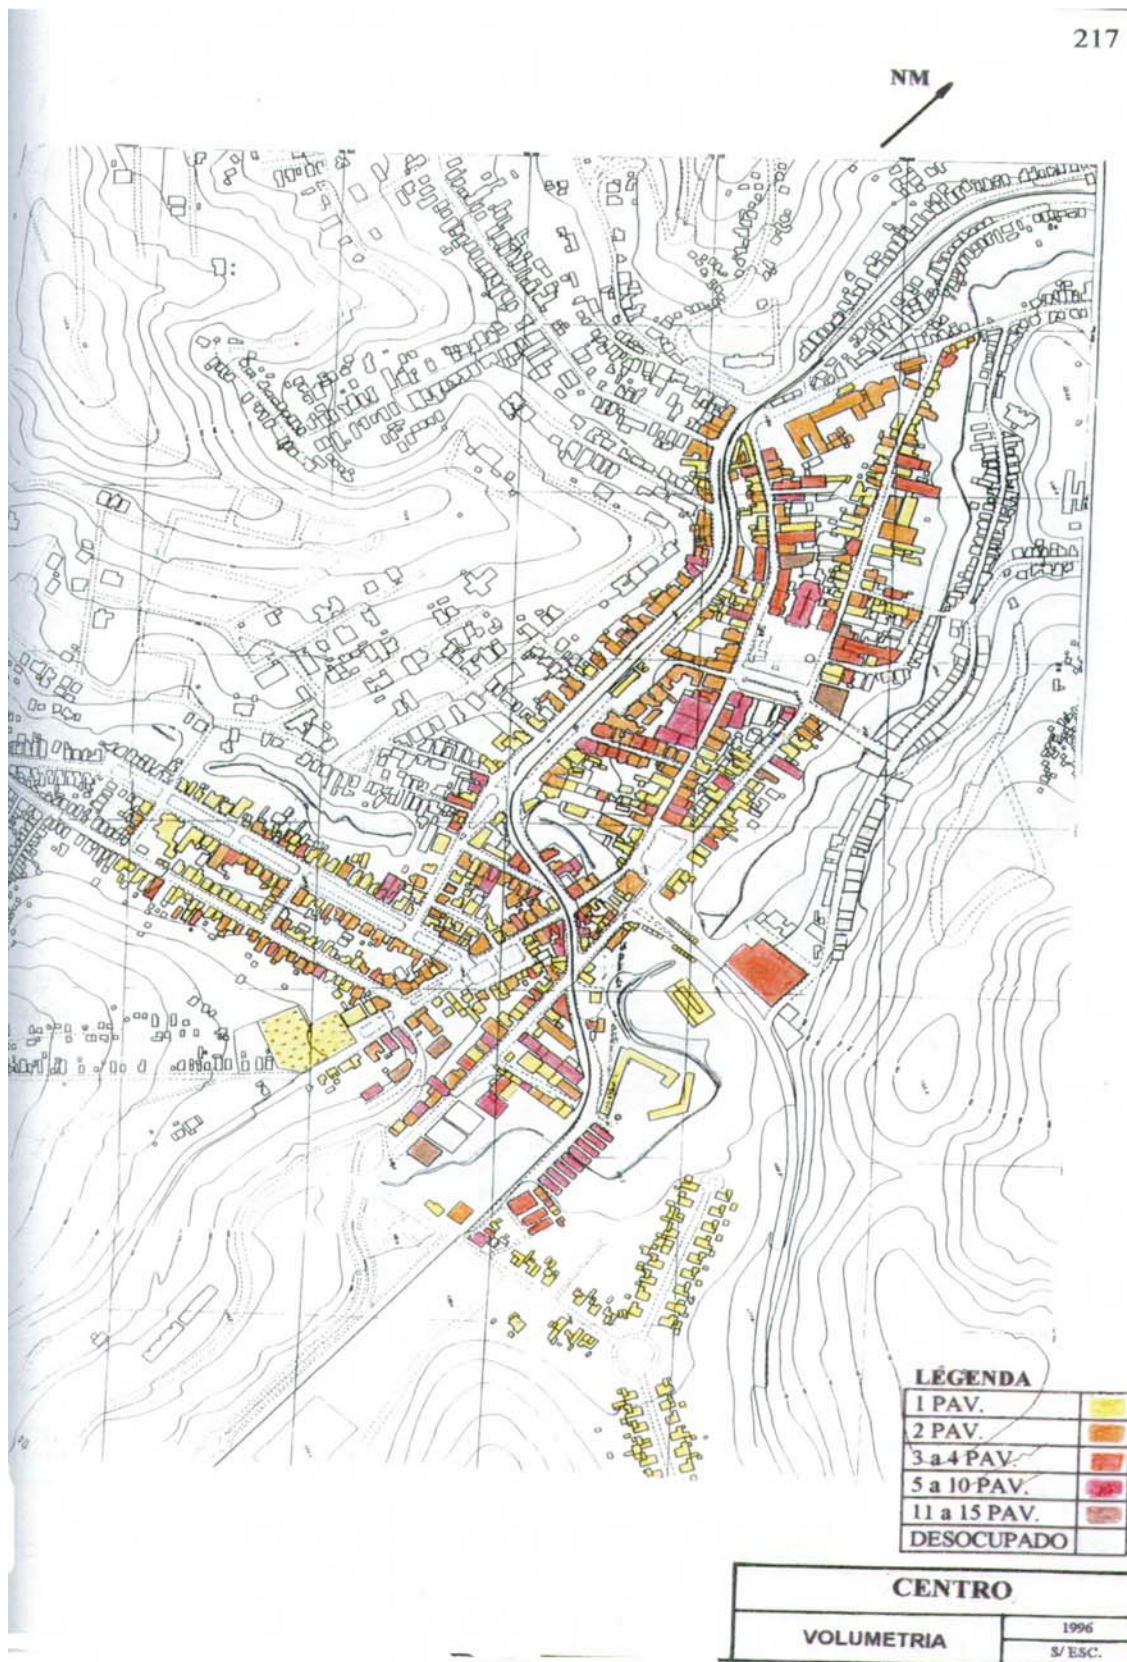 217
NM
LÉGENDA
1 PAV.
2 PAV.
3 a 4 PAV.
5 a 10 PAV.
11 a 15 PAV.
DESOCUPADO
CENTRO
VOLUMETRIA
1996
S/ ESC.